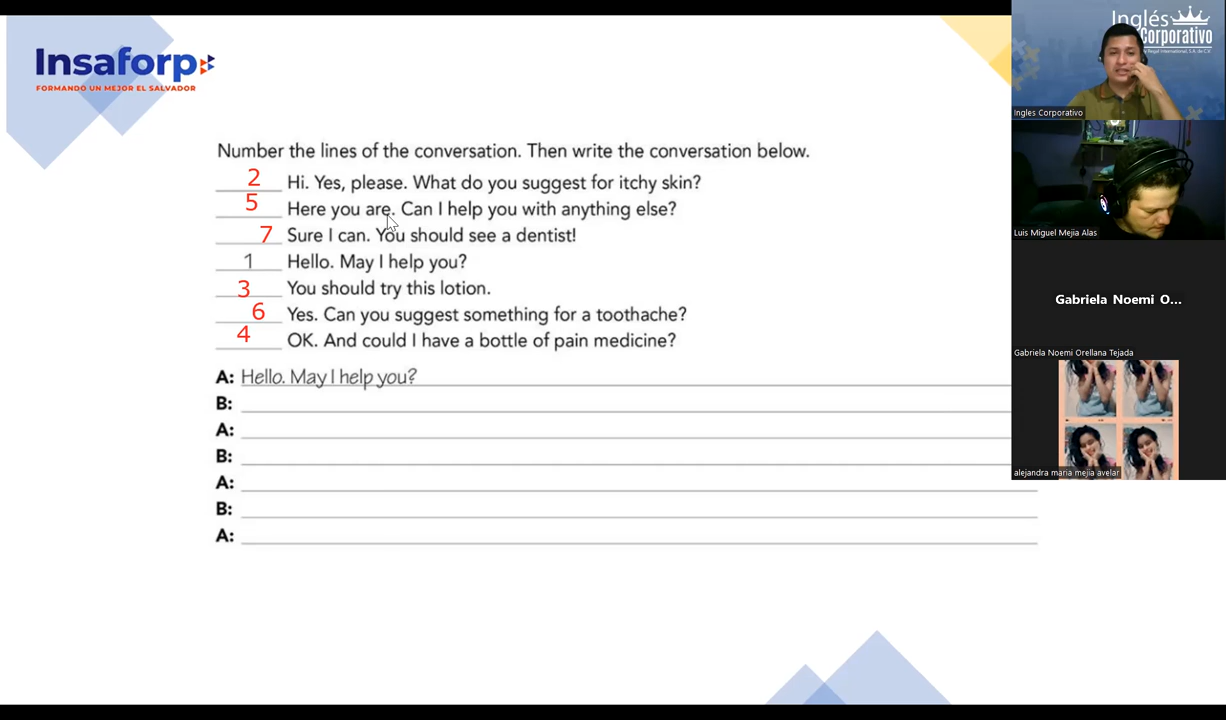 Insaforp
FORMANDO UN MEJOR EL SALVADOR
Number the lines of the conversation. Then write the conversation below.
2 Hi. Yes, please. What do you suggest for itchy skin?
5 Here you are. Can I help you with anything else?
7 Sure I can. You should see a dentist!
1 Hello. May I help you?
3 You should try this lotion.
6 Yes. Can you suggest something for a toothache?
4 OK. And could I have a bottle of pain medicine?
A: Hello. May I help you?
B:
A:
B:
A:
B:
A:
Inglés
Corporativo
Ingles Corporativo
Luis Miguel Mejia Alas
Gabriela Noemi O...
Gabriela Noemi Orellana Tejada
alejandra maria mejia avelar